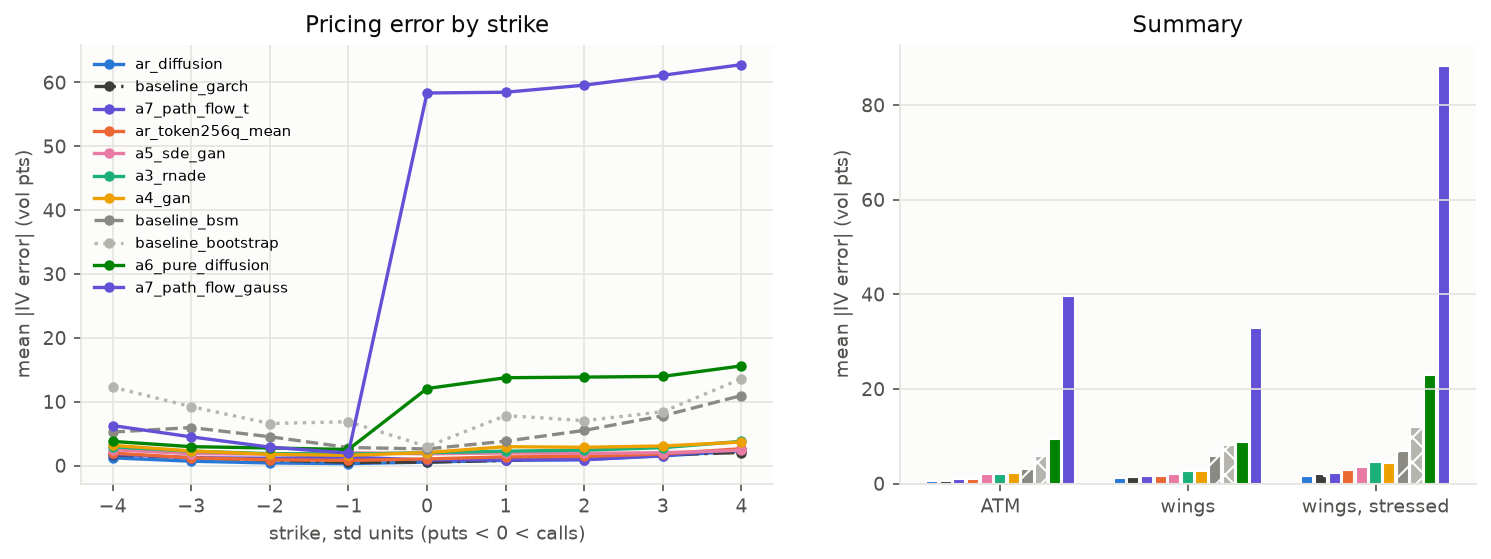 Pricing error by strike
mean |IV error| (vol pts)
60
50
40
30
20
10
0
ar_diffusion
baseline_garch
a7_path_flow_t
ar_token256q_mean
a5_sde_gan
a3_rnade
a4_gan
baseline_bsm
baseline_bootstrap
a6_pure_diffusion
a7_path_flow_gauss
−4 −3 −2 −1 0 1 2 3 4
strike, std units (puts < 0 < calls)
Summary
mean |IV error| (vol pts)
80
60
40
20
0
ATM wings wings, stressed